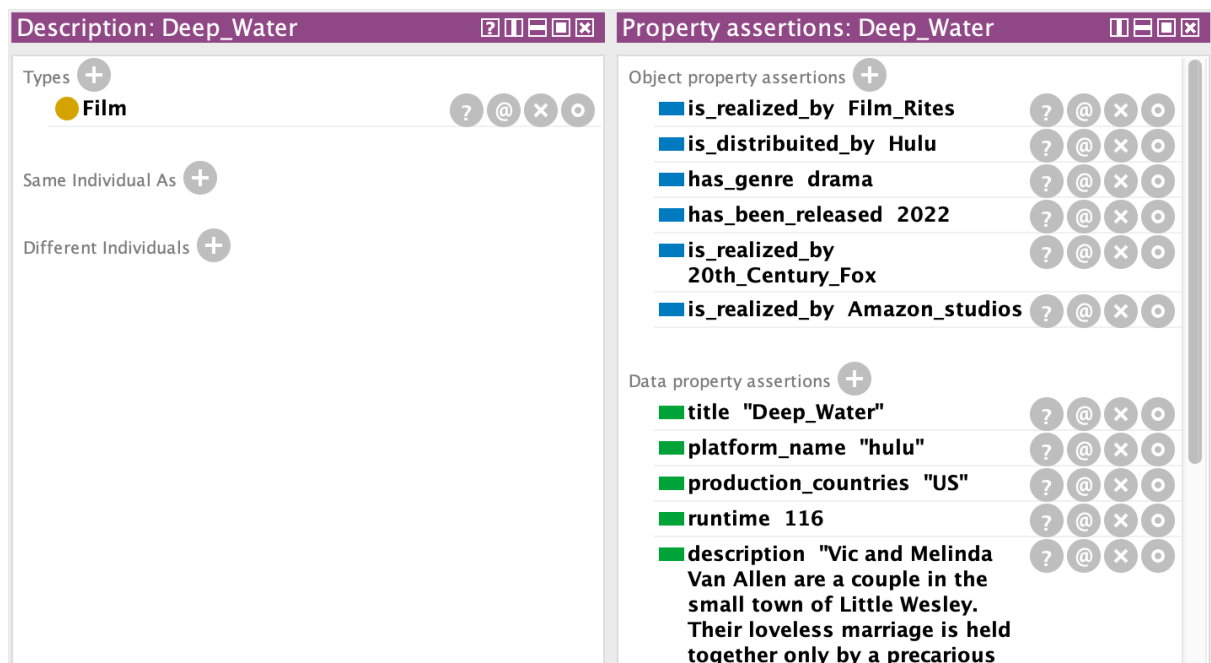 Description: Deep_Water
Types
Film
Same Individual As
Different Individuals
Property assertions: Deep_Water
Object property assertions
is_realized_by Film_Rites
is_distribuited_by Hulu
has_genre drama
has_been_released 2022
is_realized_by
20th_Century_Fox
is_realized_by Amazon_studios
Data property assertions
title "Deep_Water"
platform_name "hulu"
production_countries "US"
runtime 116
description "Vic and Melinda
Van Allen are a couple in the
small town of Little Wesley.
Their loveless marriage is held
together only by a precarious